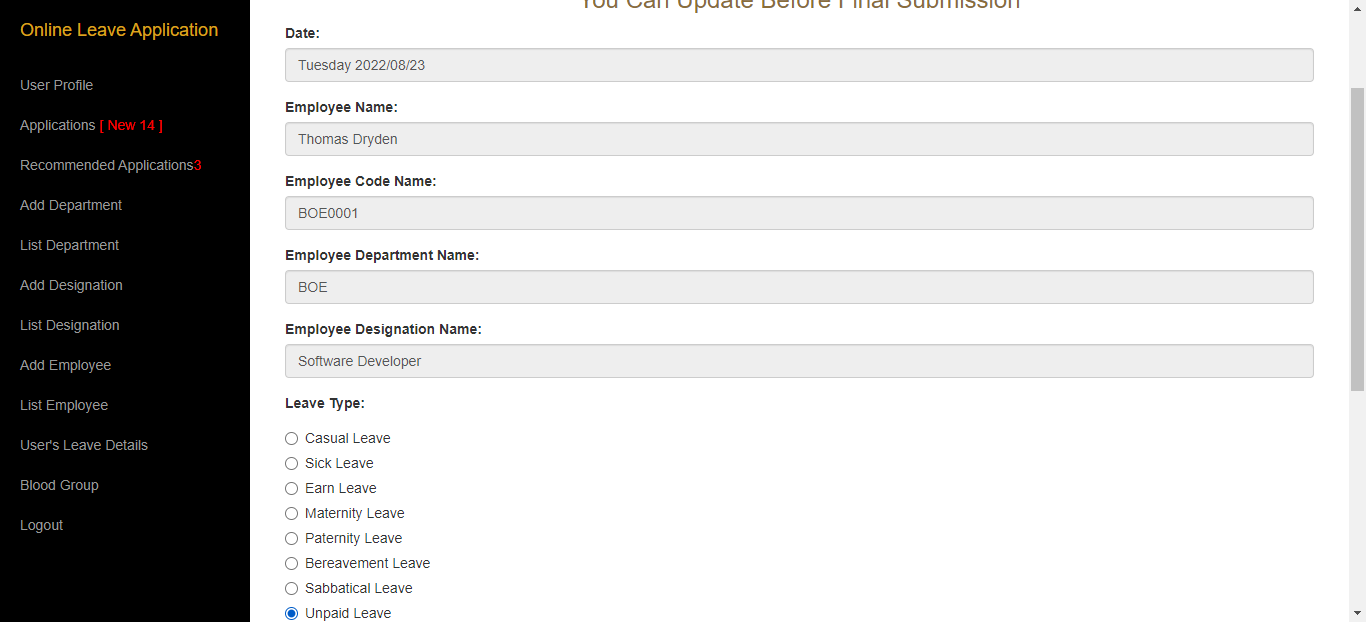 Online Leave Application
User Profile
Applications [ New 14 ]
Recommended Applications3
Add Department
List Department
Add Designation
List Designation
Add Employee
List Employee
User's Leave Details
Blood Group
Logout
You Can Update Before Final Submission
Date:
Tuesday 2022/08/23
Employee Name:
Thomas Dryden
Employee Code Name:
BOE0001
Employee Department Name:
BOE
Employee Designation Name:
Software Developer
Leave Type:
Casual Leave
Sick Leave
Earn Leave
Maternity Leave
Paternity Leave
Bereavement Leave
Sabbatical Leave
Unpaid Leave